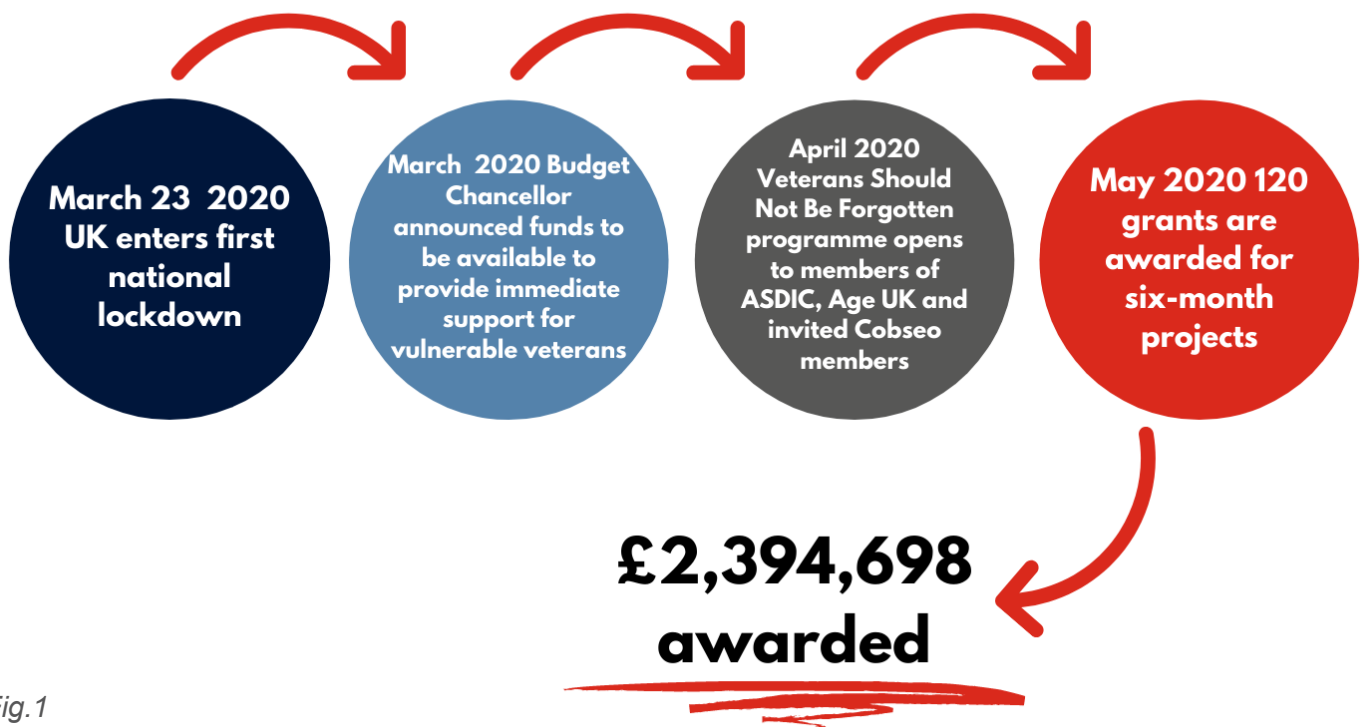 March 23 2020
UK enters first
national
lockdown
March 2020 Budget
Chancellor
announced funds to
be available to
provide immediate
support for
vulnerable veterans
April 2020
Veterans Should
Not Be Forgotten
programme opens
to members of
ASDIC, Age UK and
invited Cobseo
members
May 2020 120
grants are
awarded for
six-month
projects
£2,394,698
awarded
ig.1